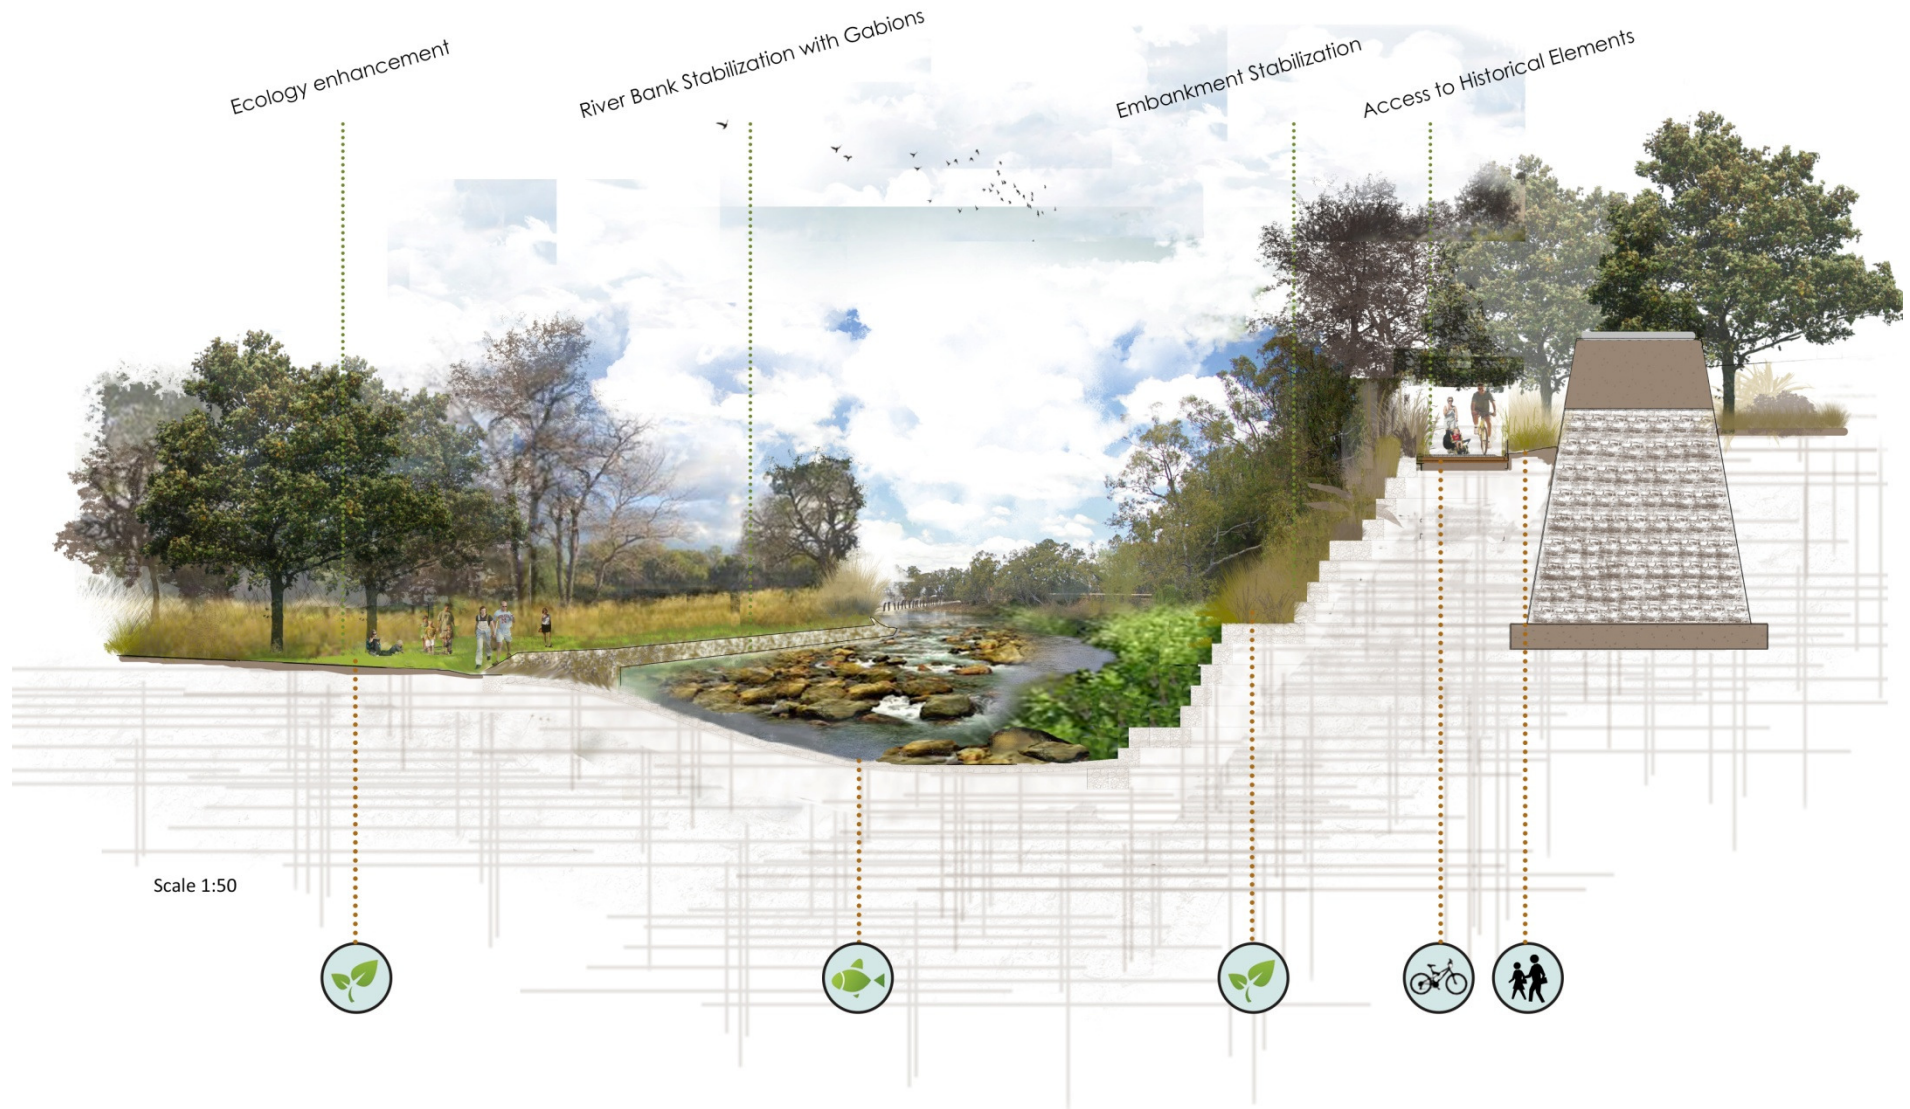 Ecology enhancement
River Bank Stabilization with Gabions
Embankment Stabilization
Access to Historical Elements
Scale 1:50